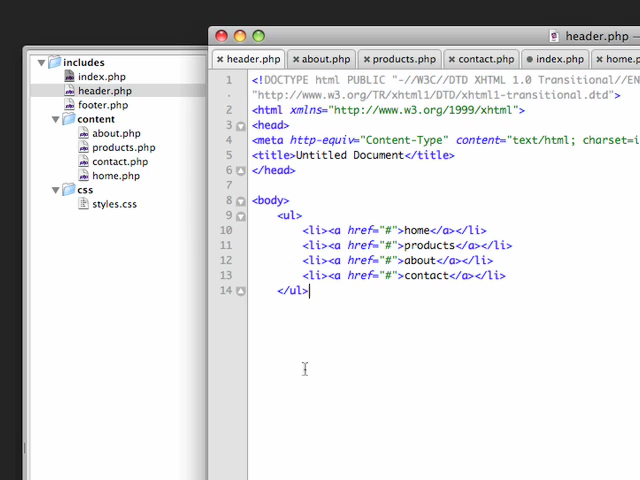 header.php —
header.php
about.php
products.php
contact.php
index.php
home.p
includes
index.php
header.php
footer.php
content
about.php
products.php
contact.php
home.php
css
styles.css
1 <!DOCTYPE html PUBLIC "-//W3C//DTD XHTML 1.0 Transitional//EN
"http://www.w3.org/TR/xhtml1/DTD/xhtml1-transitional.dtd">
2 <html xmlns="http://www.w3.org/1999/xhtml">
3 <head>
4 <meta http-equiv="Content-Type" content="text/html; charset=i
5 <title>Untitled Document</title>
6 </head>
7
8 <body>
9 <ul>
10 <li><a href="#">home</a></li>
11 <li><a href="#">products</a></li>
12 <li><a href="#">about</a></li>
13 <li><a href="#">contact</a></li>
14 </ul>